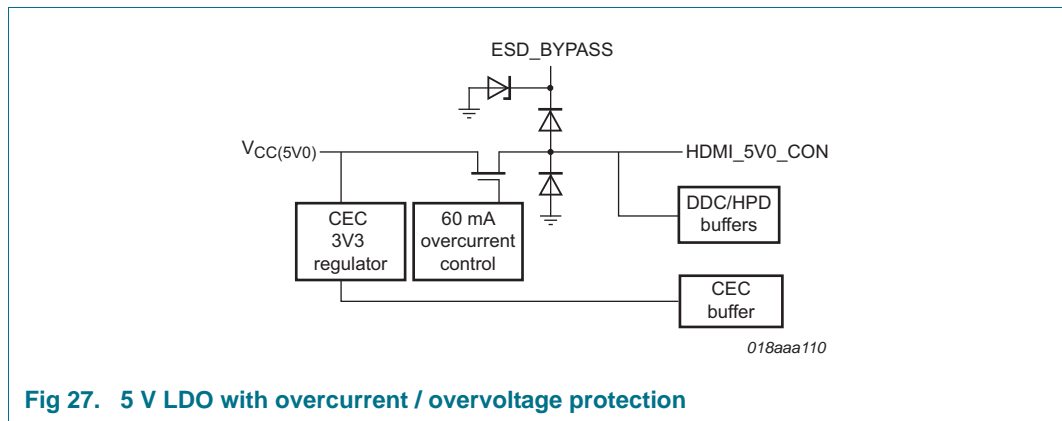 ESD_BYPASS
VCC(5V0)
HDMI_5V0_CON
CEC
3V3
regulator
60 mA
overcurrent
control
DDC/HPD
buffers
CEC
buffer
018aaa110
Fig 27. 5 V LDO with overcurrent / overvoltage protection